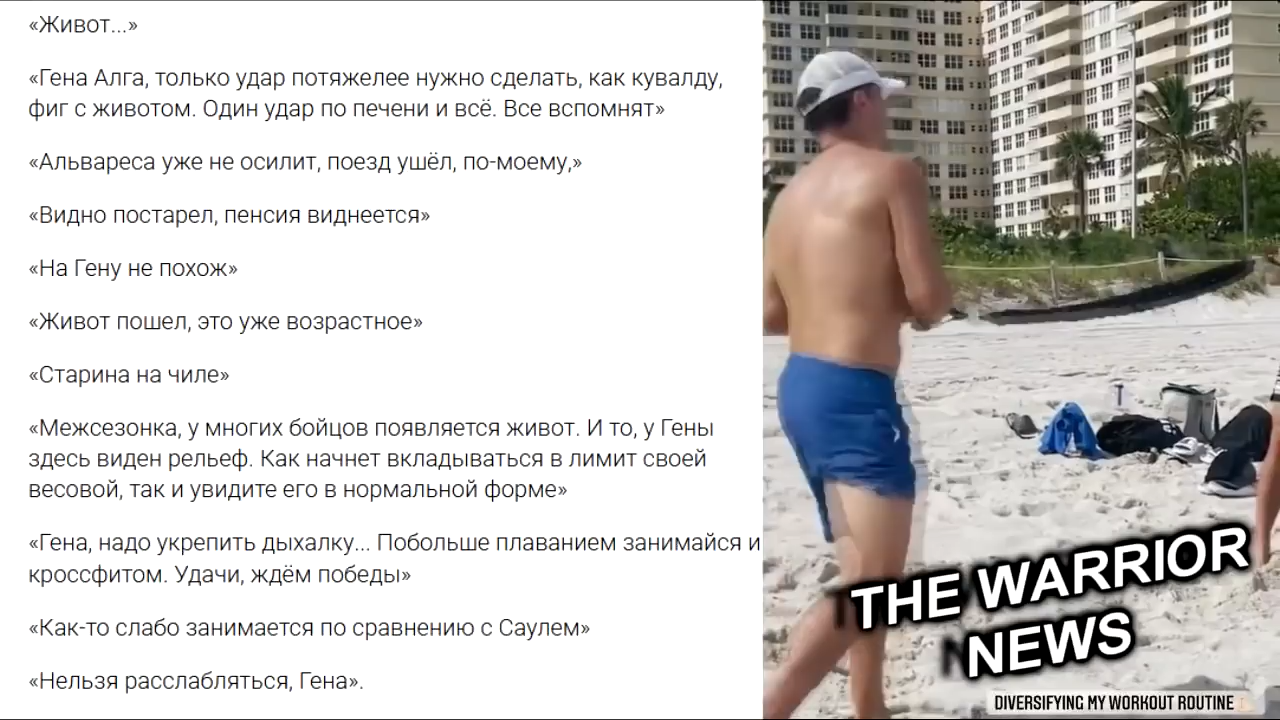 «Живот...»
«Гена Алга, только удар потяжелее нужно сделать, как кувалду,
фиг с животом. Один удар по печени и всё. Все вспомнят»
«Альвареса уже не осилит, поезд ушёл, по-моему,»
«Видно постарел, пенсия виднеется»
«На Гену не похож»
«Живот пошел, это уже возрастное»
«Старина на чиле»
«Межсезонка, у многих бойцов появляется живот. И то, у Гены
здесь виден рельеф. Как начнет вкладываться в лимит своей
весовой, так и увидите его в нормальной форме»
«Гена, надо укрепить дыхалку... Побольше плаванием занимайся и
кроссфитом. Удачи, ждём победы»
«Как-то слабо занимается по сравнению с Саулем»
«Нельзя расслабляться, Гена».
THE WARRIOR
NEWS
DIVERSIFYING MY WORKOUT ROUTINE